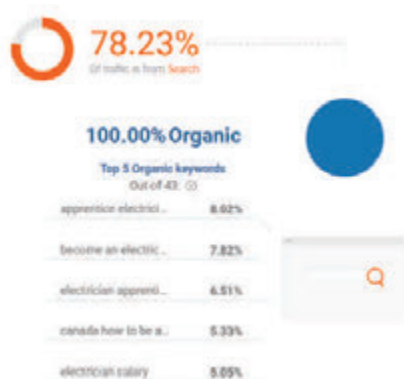 78.23%
Of traffic is from Search
100.00% Organic
Top 5 Organic keywords
Out of 43:
apprentice electrici.. 8.02%
become an electric.. 7.82%
electrician apprenti.. 6.51%
canada how to be a.. 5.33%
electrician salary 5.05%